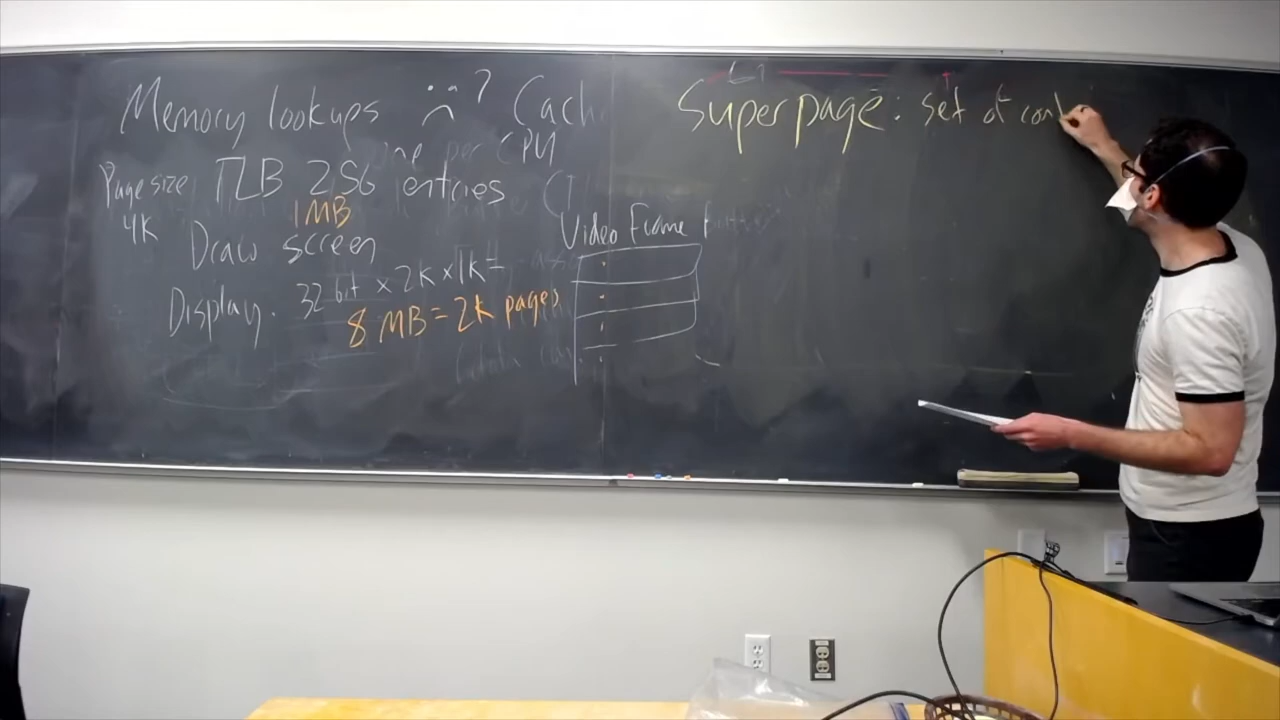 Memory lookups ? Cach
one per CPU
Page size TLB 256 entries
4K 1MB
Draw screen
Display. 32 bit × 2K × 1K =
8 MB = 2K pages
Video Frame
Superpage: set of con